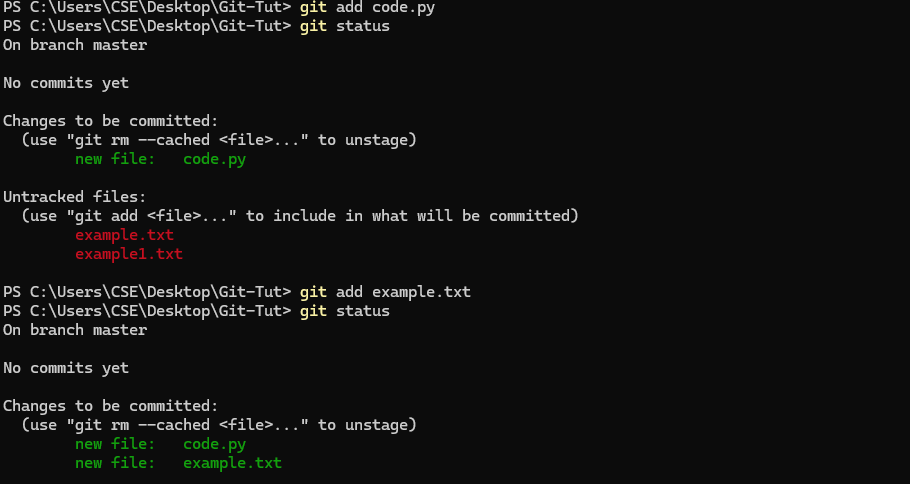 PS C:\Users\CSE\Desktop\Git-Tut> git add code.py
PS C:\Users\CSE\Desktop\Git-Tut> git status
On branch master
No commits yet
Changes to be committed:
(use "git rm --cached <file>..." to unstage)
new file: code.py
Untracked files:
(use "git add <file>..." to include in what will be committed)
example.txt
example1.txt
PS C:\Users\CSE\Desktop\Git-Tut> git add example.txt
PS C:\Users\CSE\Desktop\Git-Tut> git status
On branch master
No commits yet
Changes to be committed:
(use "git rm --cached <file>..." to unstage)
new file: code.py
new file: example.txt